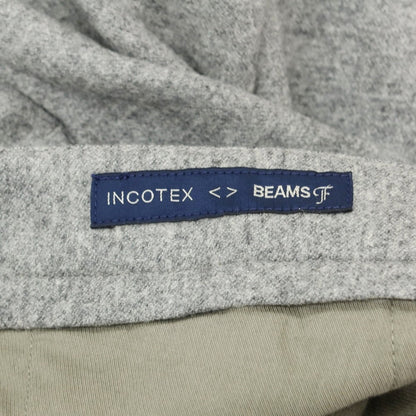 INCOTEX <> BEAMS F